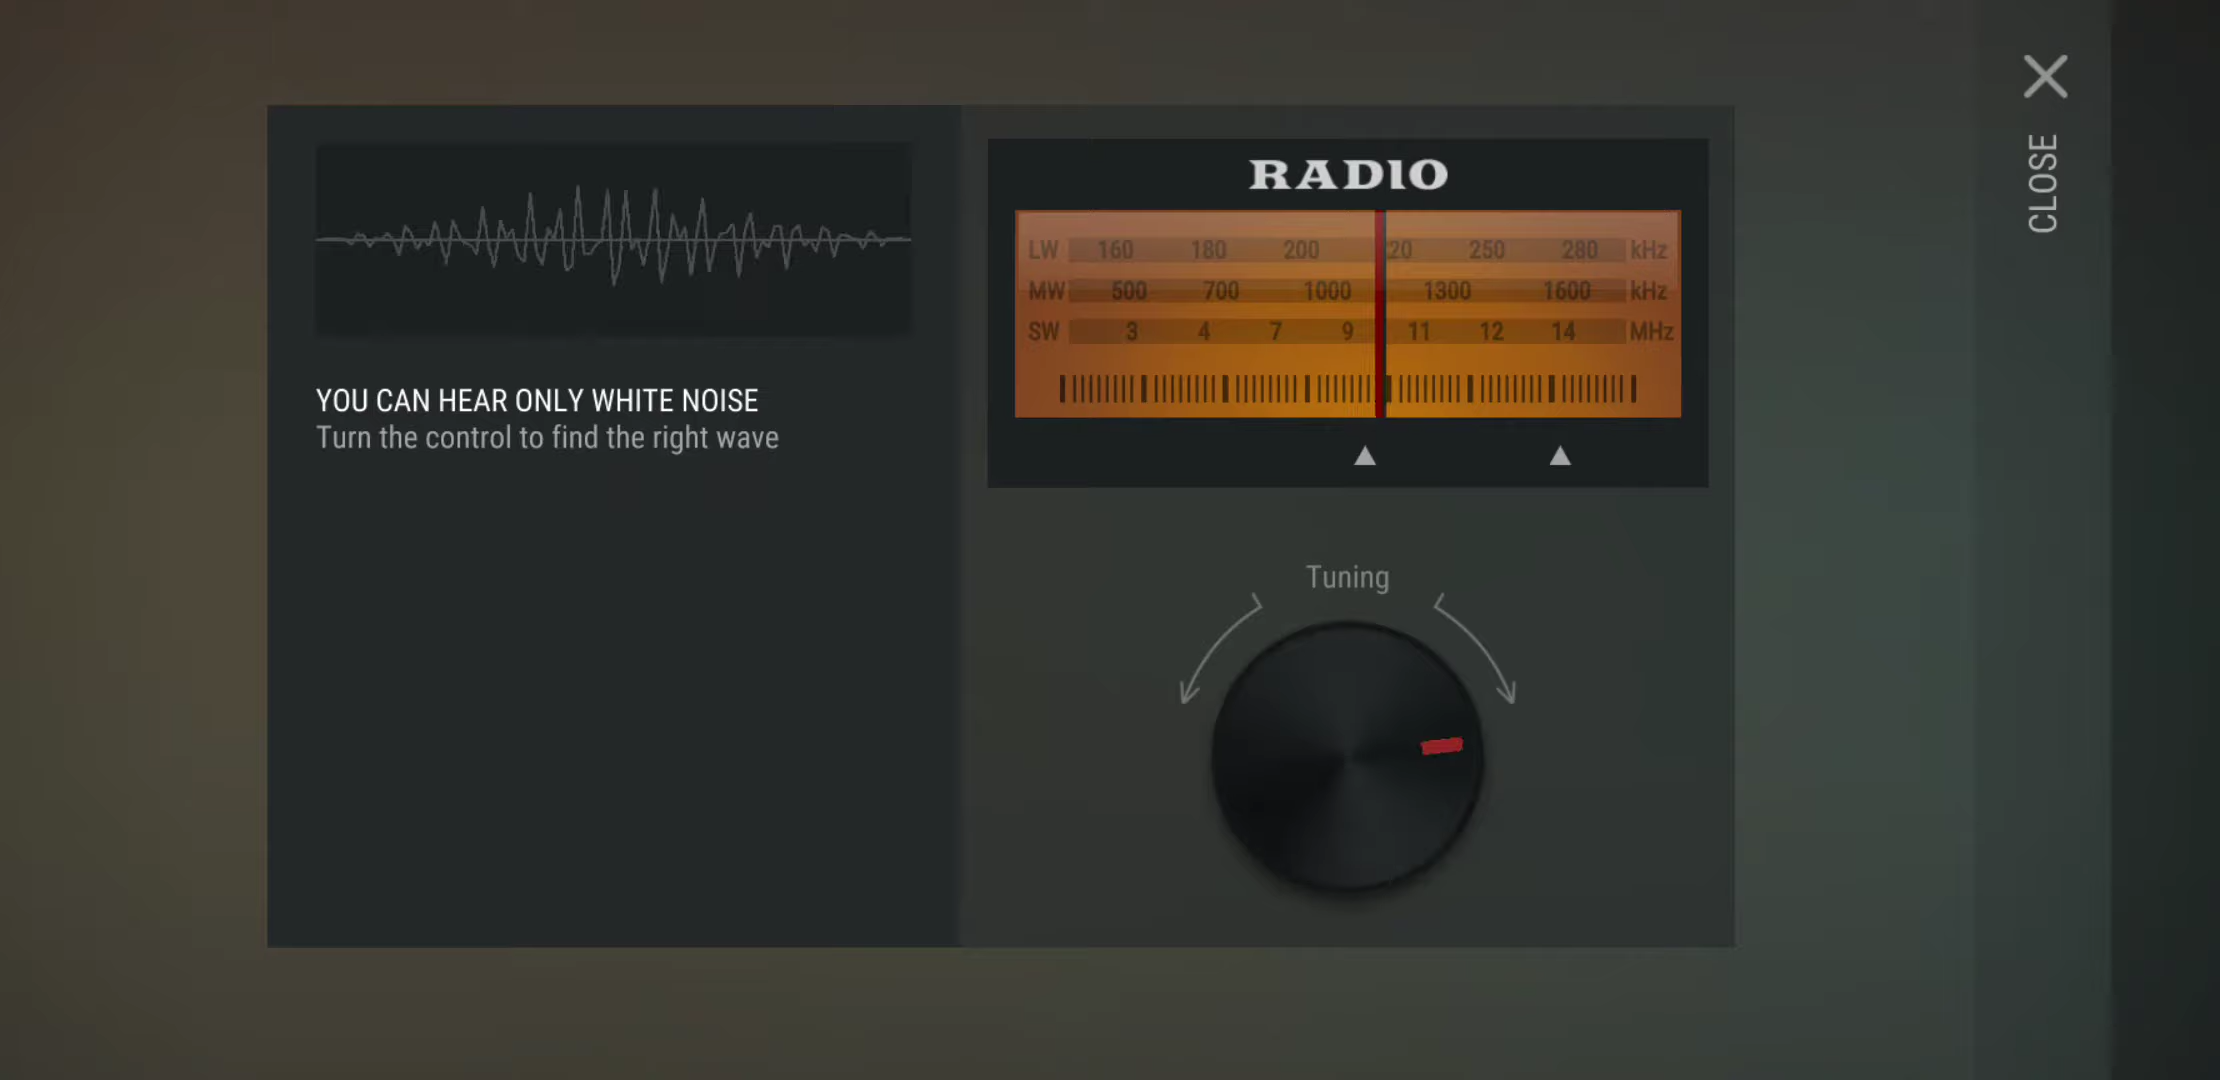 RADIO
LW 160 180 200 20 250 280 kHz
MW 500 700 1000 1300 1600 kHz
SW 3 4 7 9 11 12 14 MHz
YOU CAN HEAR ONLY WHITE NOISE
Turn the control to find the right wave
Tuning
CLOSE